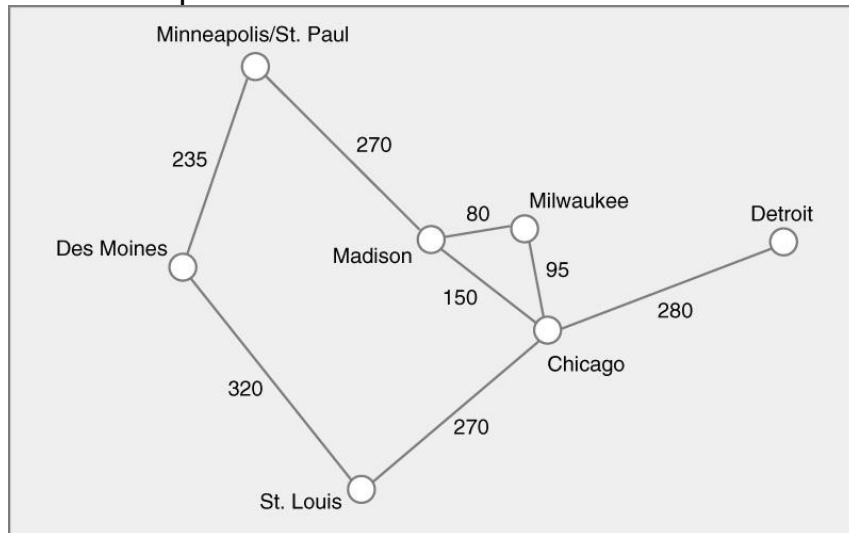 Minneapolis/St. Paul
235
270
Milwaukee
80
Detroit
Des Moines
Madison
95
150
280
Chicago
320
270
St. Louis